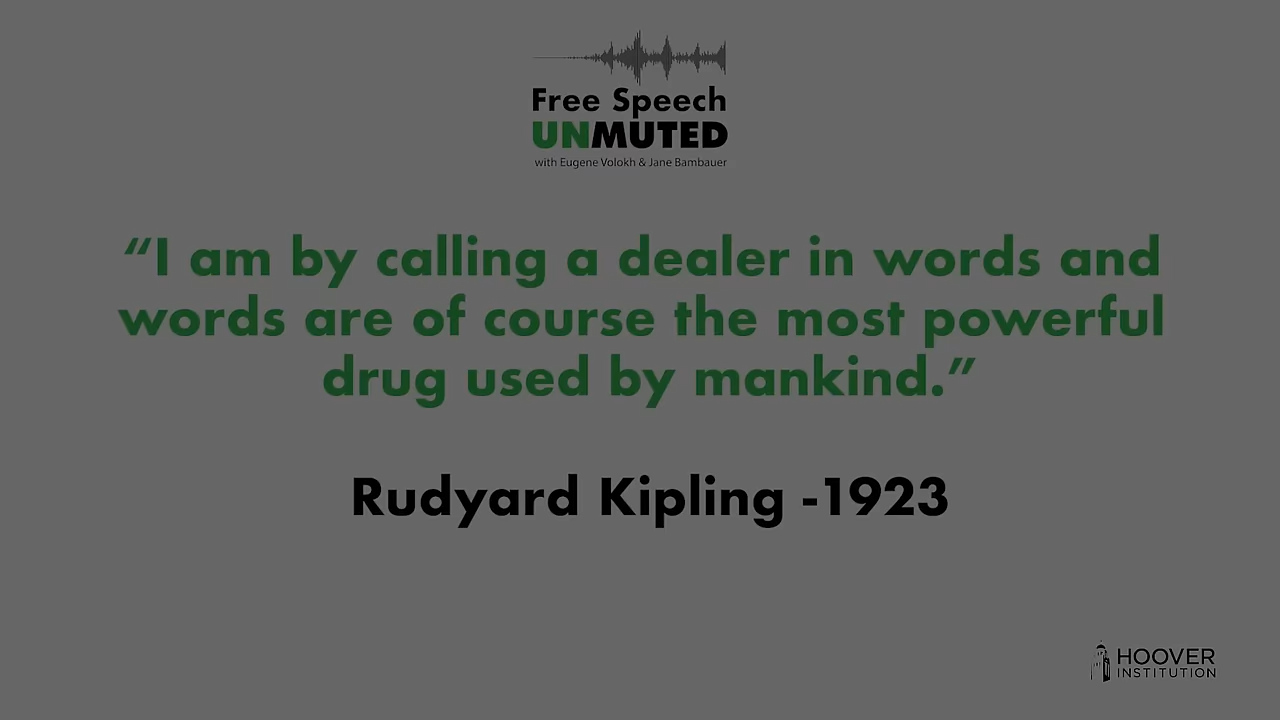 Free Speech
UNMUTED
with Eugene Volokh & Jane Bambauer
“I am by calling a dealer in words and
words are of course the most powerful
drug used by mankind.”
Rudyard Kipling -1923
HOOVER
INSTITUTION